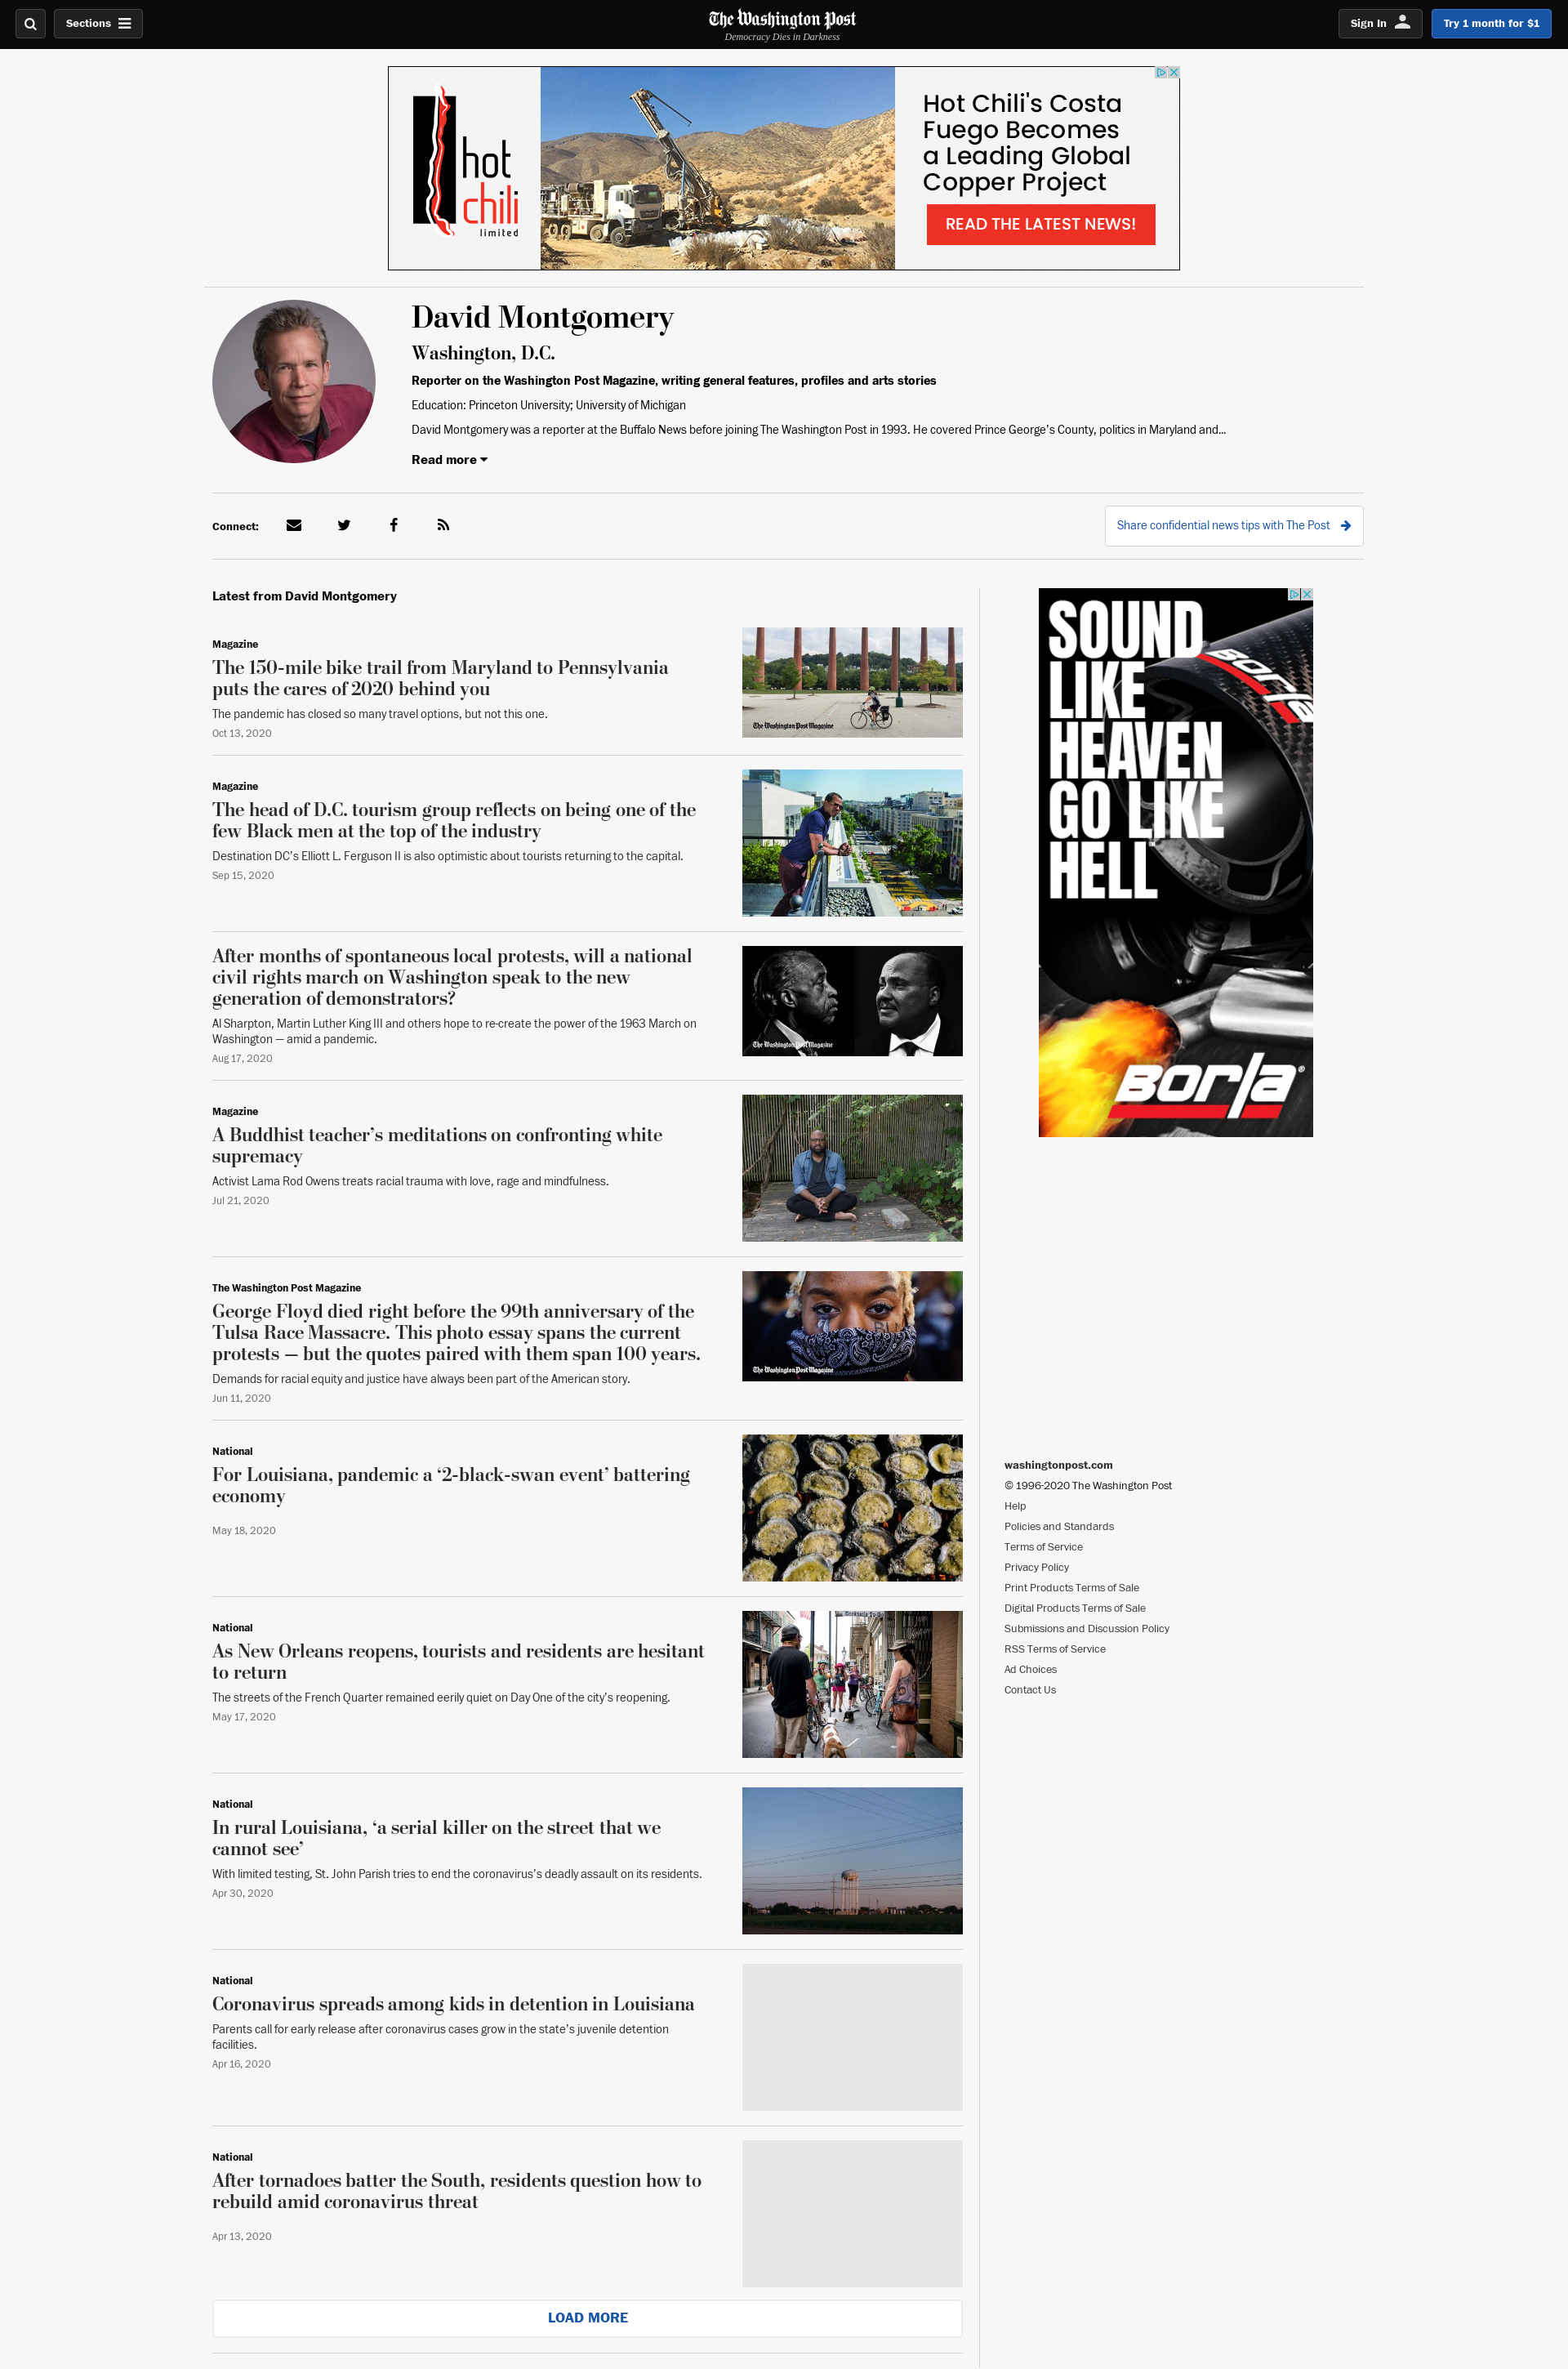 Sections
The Washington Post
Democracy Dies in Darkness
Sign In
Try 1 month for $1
hot
chili
limited
Hot Chili's Costa
Fuego Becomes
a Leading Global
Copper Project
READ THE LATEST NEWS!
David Montgomery
Washington, D.C.
Reporter on the Washington Post Magazine, writing general features, profiles and arts stories
Education: Princeton University; University of Michigan
David Montgomery was a reporter at the Buffalo News before joining The Washington Post in 1993. He covered Prince George's County, politics in Maryland and...
Read more
Connect:
Share confidential news tips with The Post
Latest from David Montgomery
Magazine
The 150-mile bike trail from Maryland to Pennsylvania
puts the cares of 2020 behind you
The pandemic has closed so many travel options, but not this one.
Oct 13, 2020
The Washington Post Magazine
Magazine
The head of D.C. tourism group reflects on being one of the
few Black men at the top of the industry
Destination DC's Elliott L. Ferguson II is also optimistic about tourists returning to the capital.
Sep 15, 2020
After months of spontaneous local protests, will a national
civil rights march on Washington speak to the new
generation of demonstrators?
Al Sharpton, Martin Luther King III and others hope to re-create the power of the 1963 March on
Washington — amid a pandemic.
Aug 17, 2020
The Washington Post Magazine
Magazine
A Buddhist teacher’s meditations on confronting white
supremacy
Activist Lama Rod Owens treats racial trauma with love, rage and mindfulness.
Jul 21, 2020
The Washington Post Magazine
George Floyd died right before the 99th anniversary of the
Tulsa Race Massacre. This photo essay spans the current
protests — but the quotes paired with them span 100 years.
Demands for racial equity and justice have always been part of the American story.
Jun 11, 2020
The Washington Post Magazine
National
For Louisiana, pandemic a ‘2-black-swan event’ battering
economy
May 18, 2020
National
As New Orleans reopens, tourists and residents are hesitant
to return
The streets of the French Quarter remained eerily quiet on Day One of the city’s reopening.
May 17, 2020
National
In rural Louisiana, ‘a serial killer on the street that we
cannot see’
With limited testing, St. John Parish tries to end the coronavirus’s deadly assault on its residents.
Apr 30, 2020
National
Coronavirus spreads among kids in detention in Louisiana
Parents call for early release after coronavirus cases grow in the state’s juvenile detention
facilities.
Apr 16, 2020
National
After tornadoes batter the South, residents question how to
rebuild amid coronavirus threat
Apr 13, 2020
LOAD MORE
SOUND
LIKE
HEAVEN
GO LIKE
HELL
BORLA
BORLA®
washingtonpost.com
© 1996-2020 The Washington Post
Help
Policies and Standards
Terms of Service
Privacy Policy
Print Products Terms of Sale
Digital Products Terms of Sale
Submissions and Discussion Policy
RSS Terms of Service
Ad Choices
Contact Us